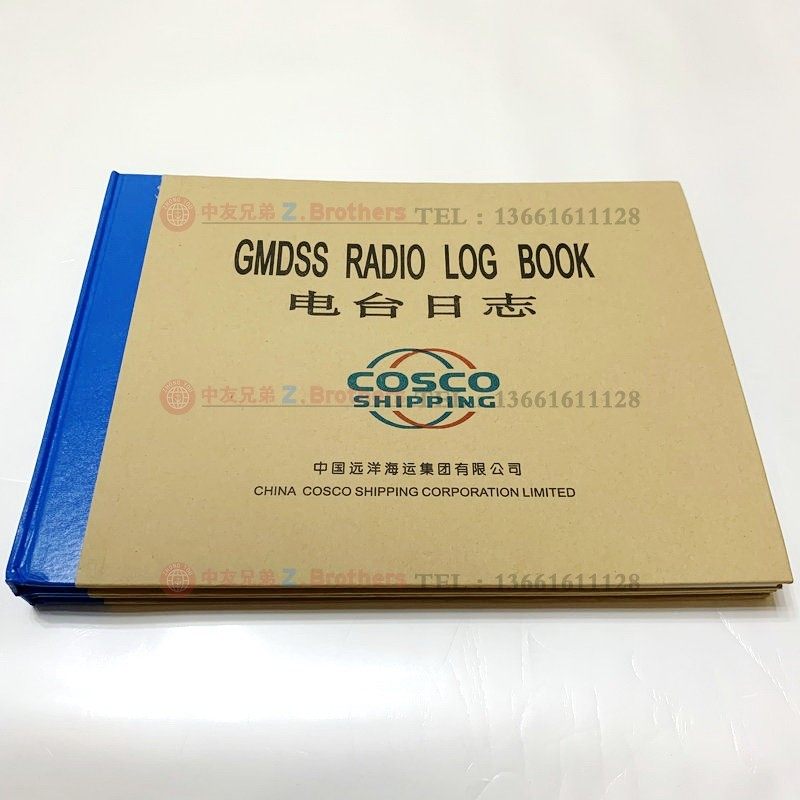 中友兄弟 Z.Brothers TEL：13661611128
GMDSS RADIO LOG BOOK
电台日志
COSCO
SHIPPING
中友兄弟 Z.Brothers 13661611128
中国远洋海运集团有限公司
CHINA COSCO SHIPPING CORPORATION LIMITED
中友兄弟 Z.Brothers TEL：13661611128